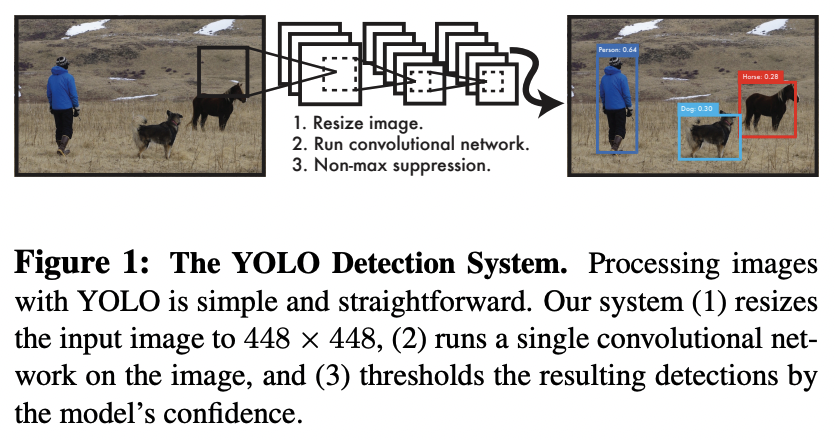 Person: 0.64
Horse: 0.28
Dog: 0.30
1. Resize image.
2. Run convolutional network.
3. Non-max suppression.
Figure 1: The YOLO Detection System. Processing images
with YOLO is simple and straightforward. Our system (1) resizes
the input image to 448 × 448, (2) runs a single convolutional net-
work on the image, and (3) thresholds the resulting detections by
the model's confidence.